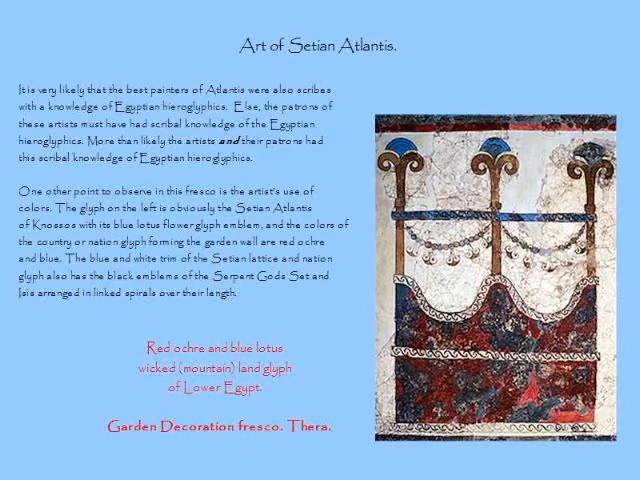 Art of Setian Atlantis.
It is very likely that the best painters of Atlantis were also scribes
with a knowledge of Egyptian hieroglyphics. Else, the patrons of
these artists must have had scribal knowledge of the Egyptian
hieroglyphics. More than likely the artists and their patrons had
this scribal knowledge of Egyptian hieroglyphics.
One other point to observe in this fresco is the artist's use of
colors. The glyph on the left is obviously the Setian Atlantis
of Knossos with its blue lotus flower glyph emblem, and the colors of
the country or nation glyph forming the garden wall are red ochre
and blue. The blue and white trim of the Setian lattice and nation
glyph also has the black emblems of the Serpent Gods Set and
Isis arranged in linked spirals over their length.
Red ochre and blue lotus
wicked (mountain) land glyph
of Lower Egypt.
Garden Decoration fresco. Thera.